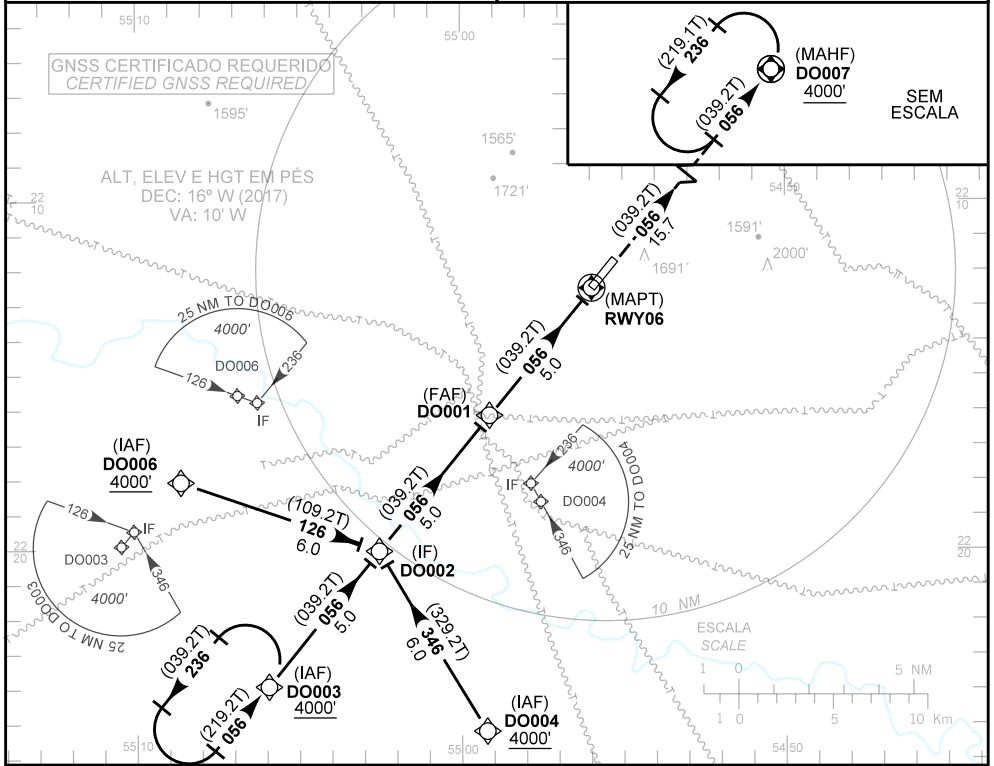 55 10
55 00
GNSS CERTIFICADO REQUERIDO
CERTIFIED GNSS REQUIRED
1595'
1565'
1721'
ALT, ELEV E HGT EM PÉS
DEC: 16º W (2017)
VA: 10' W
22
10
(219.1T)
236
(039.2T)
056
(MAHF)
DO007
4000'
SEM
ESCALA
54 50
22
10
(039.2T)
056
15.7
1591'
2000'
1691'
(MAPT)
RWY06
25 NM TO DO006
4000'
DO006
126
236
IF
(039.2T)
056
5.0
(FAF)
DO001
(IAF)
DO006
4000'
(109.2T)
126
6.0
(039.2T)
056
5.0
236
4000'
IF
DO004
346
25 NM TO DO004
126
IF
DO003
346
4000'
25 NM TO DO003
22
20
22
20
(IF)
DO002
(039.2T)
056
5.0
(329.2T)
346
6.0
10 NM
ESCALA
SCALE
1 0 5 NM
1 0 5 10 Km
(039.2T)
236
(219.2T)
056
(IAF)
DO003
4000'
(IAF)
DO004
4000'
55 10
55 00
54 50